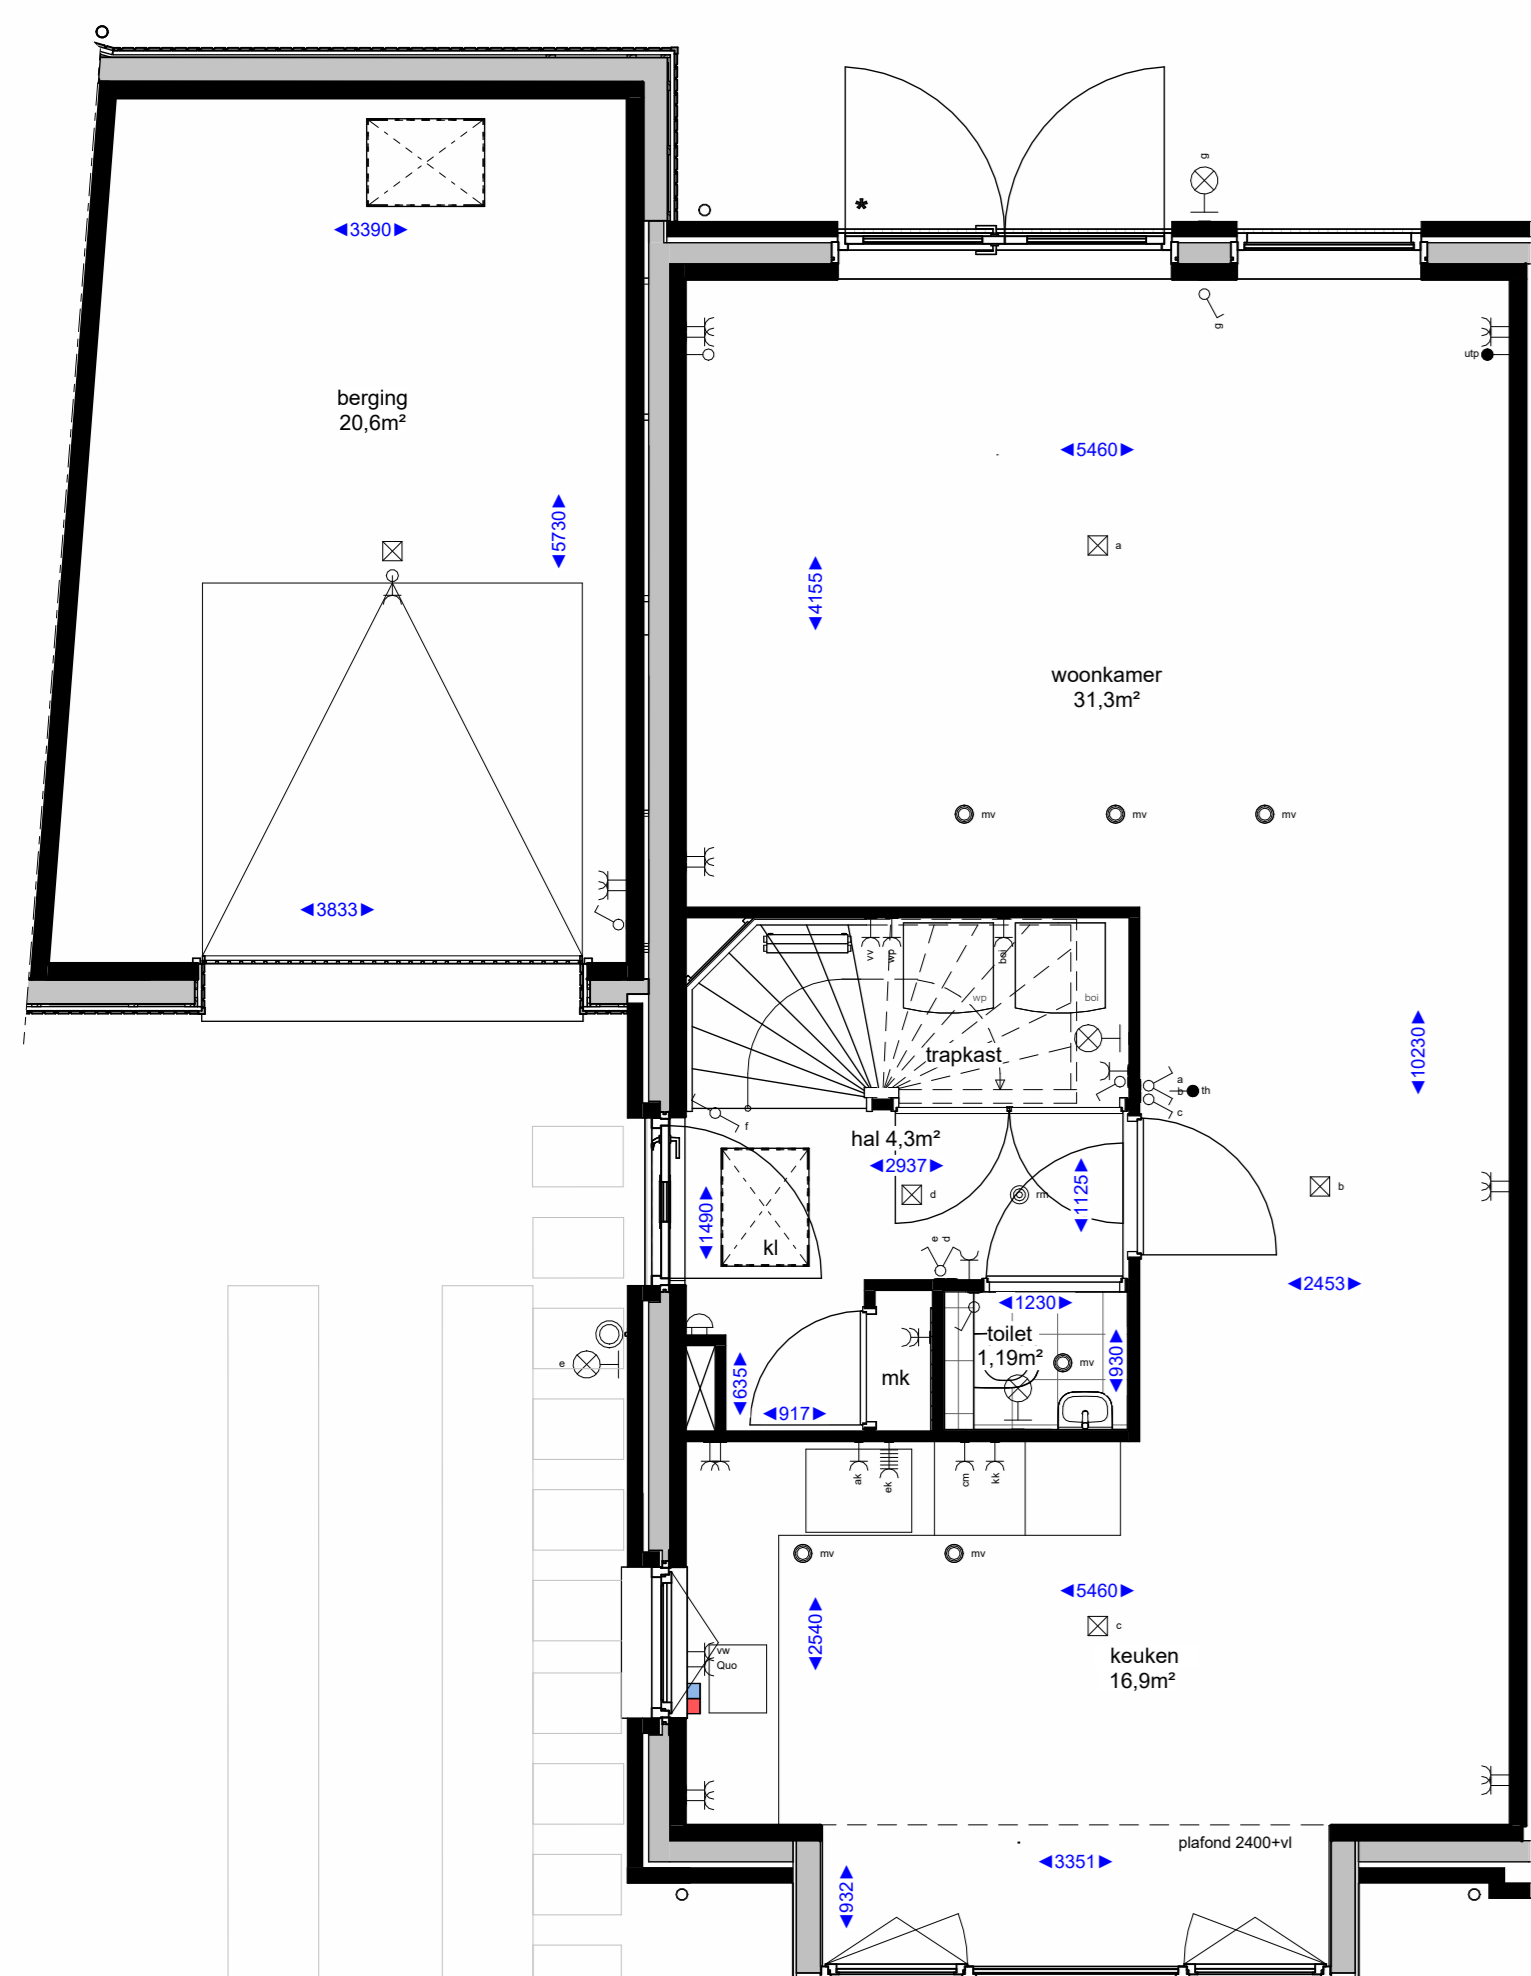 *
g
3390
g
utp
berging
20,6m²
5460
5730
a
4155
woonkamer
31,3m²
mv
mv
mv
3833
vv
wp
boi
wp
boi
10230
trapkast
a
b
th
c
f
hal 4,3m²
2937
1125
1490
d
rm
b
e
d
kl
2453
1230
toilet
1,19m²
mv
930
e
635
mk
917
ak
ek
cm
kk
mv
mv
5460
2540
c
vw
Quo
keuken
16,9m²
plafond 2400+vl
3351
932